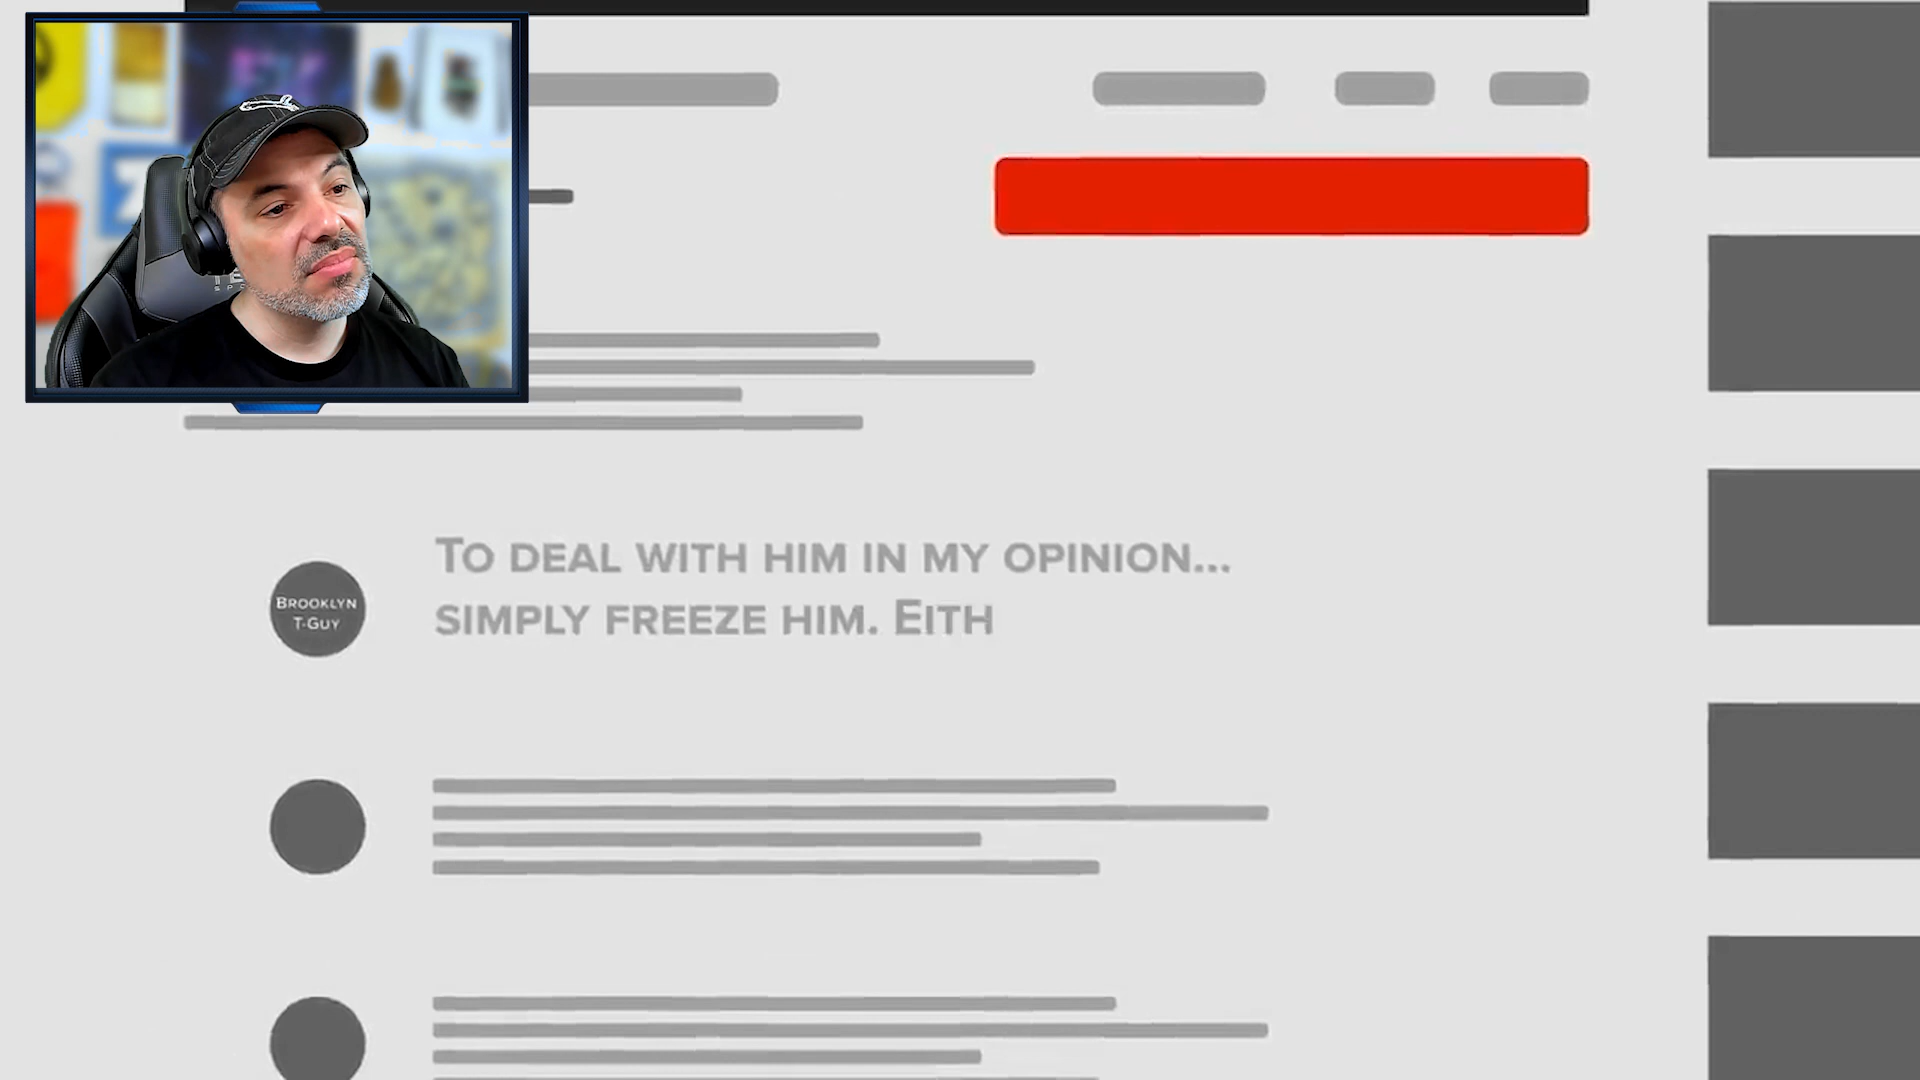 To deal with him in my opinion...
simply freeze him. Eith
Brooklyn
T-Guy